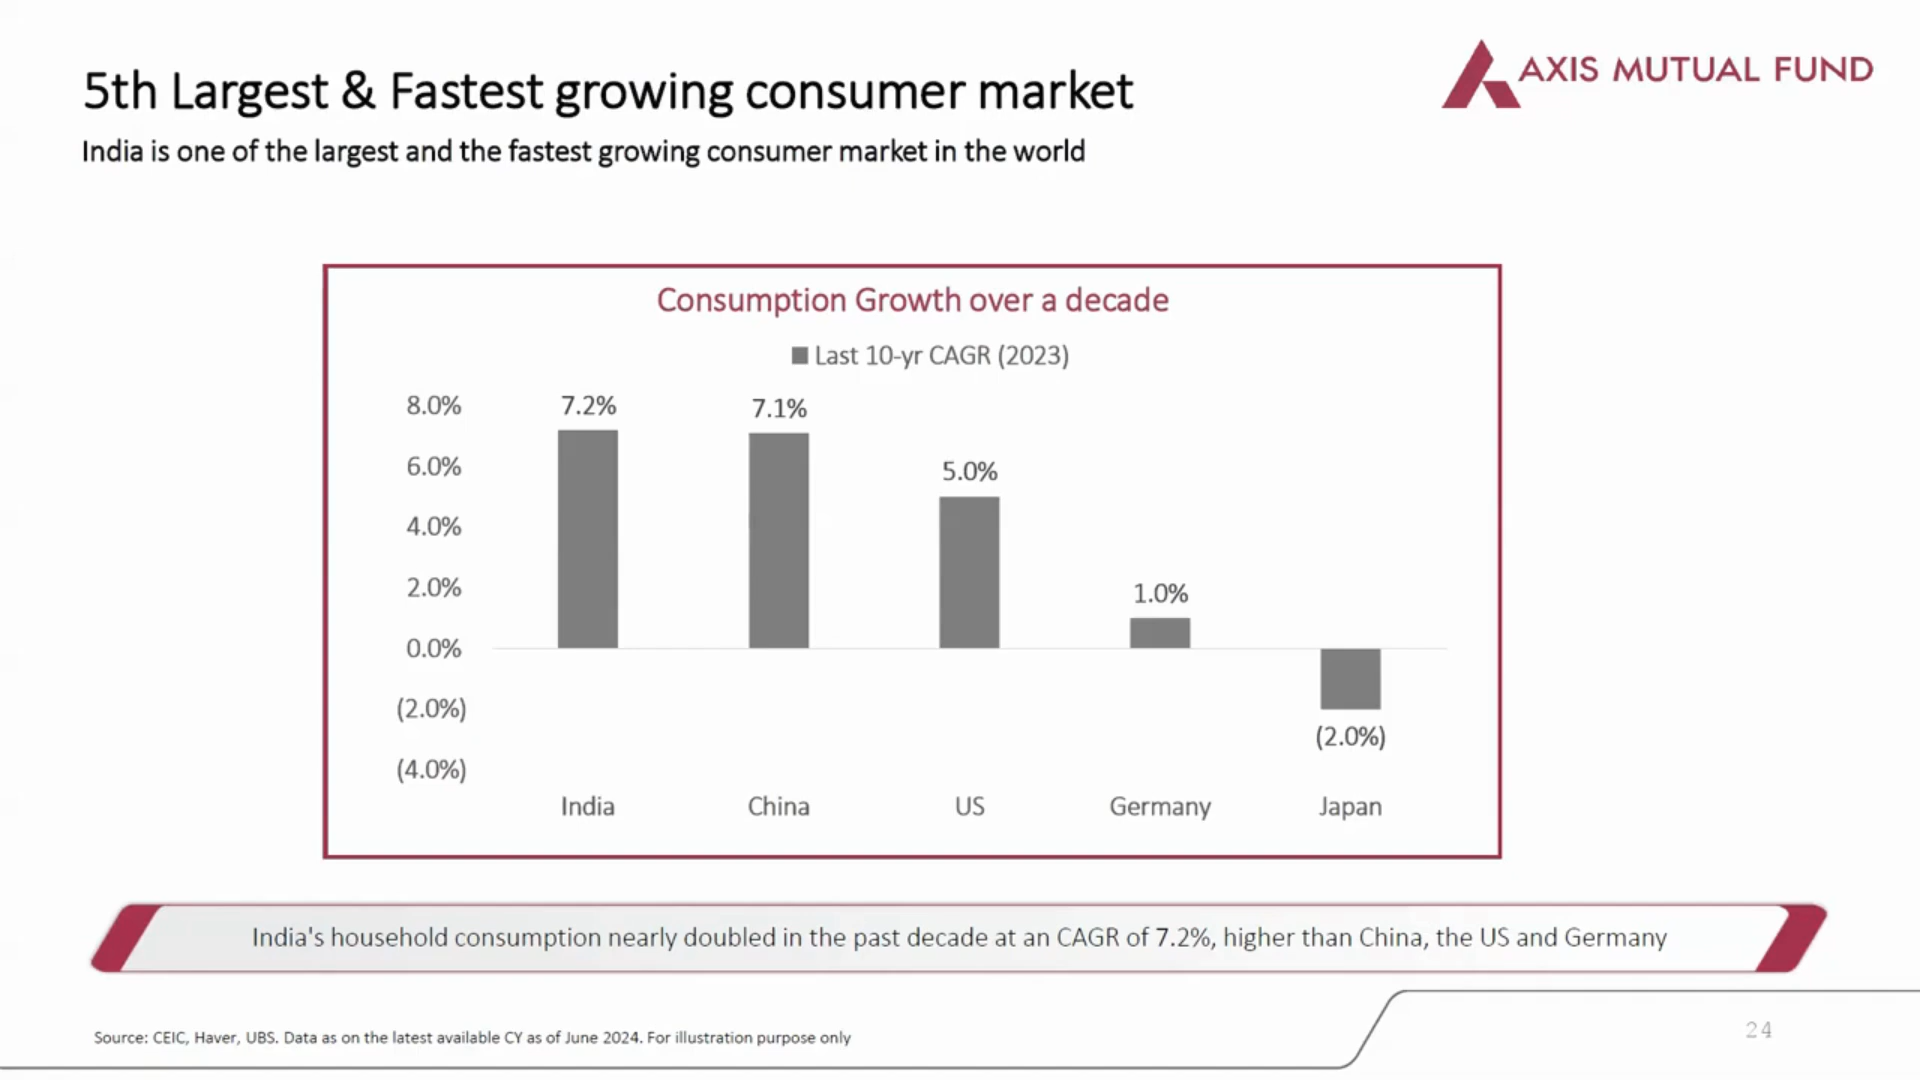 5th Largest & Fastest growing consumer market
India is one of the largest and the fastest growing consumer market in the world
AXIS MUTUAL FUND
Consumption Growth over a decade
Last 10-yr CAGR (2023)
8.0%
6.0%
4.0%
2.0%
0.0%
(2.0%)
(4.0%)
7.2%
7.1%
5.0%
1.0%
(2.0%)
India China US Germany Japan
India's household consumption nearly doubled in the past decade at an CAGR of 7.2%, higher than China, the US and Germany
Source: CEIC, Haver, UBS. Data as on the latest available CY as of June 2024. For illustration purpose only
24